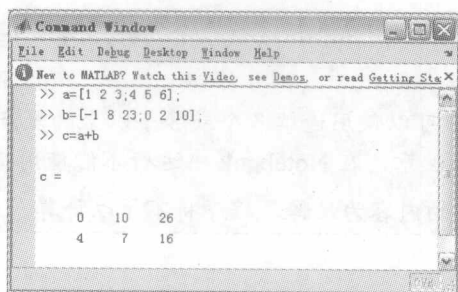 Command Window
File Edit Debug Desktop Window Help
New to MATLAB? Watch this Video, see Demos, or read Getting Sta
>> a=[1 2 3;4 5 6];
>> b=[-1 8 23;0 2 10];
>> c=a+b
c =
0 10 26
4 7 16
OVR